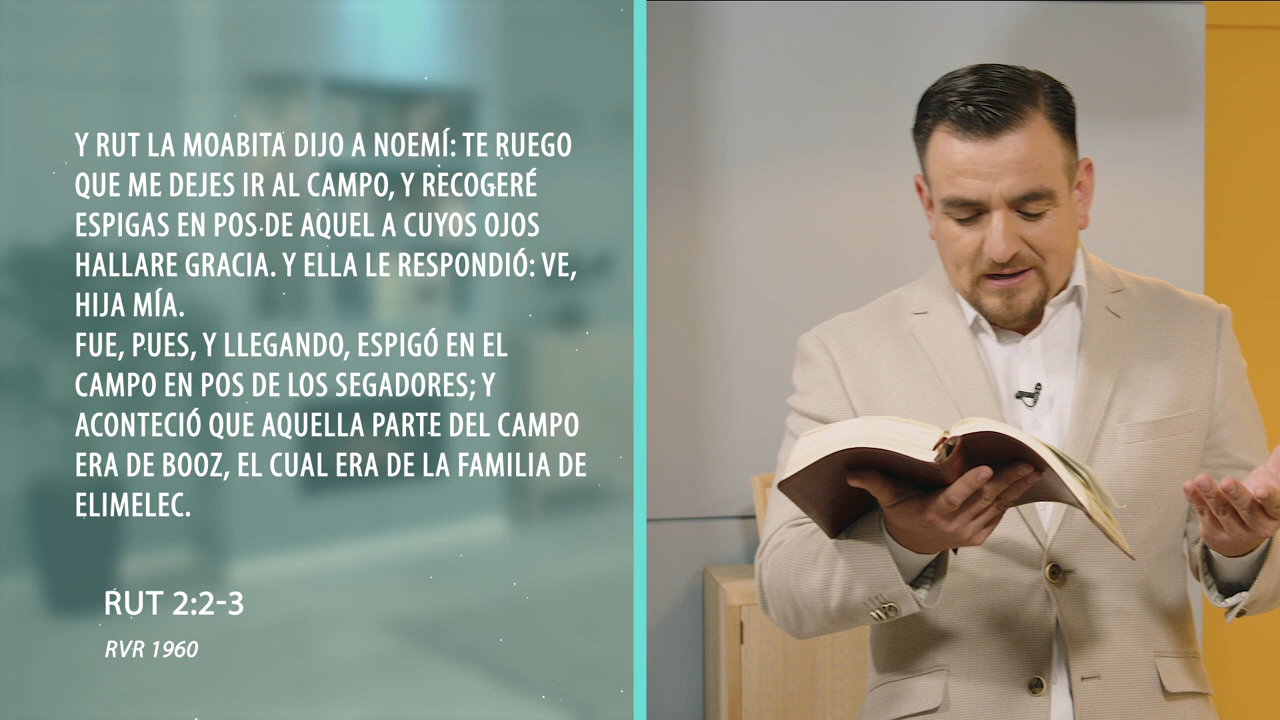 Y RUT LA MOABITA DIJO A NOEMÍ: TE RUEGO
QUE ME DEJES IR AL CAMPO, Y RECOGERÉ
ESPIGAS EN POS DE AQUEL A CUYOS OJOS
HALLARE GRACIA. Y ELLA LE RESPONDIÓ: VE,
HIJA MÍA.
FUE, PUES, Y LLEGANDO, ESPIGÓ EN EL
CAMPO EN POS DE LOS SEGADORES; Y
ACONTECIÓ QUE AQUELLA PARTE DEL CAMPO
ERA DE BOOZ, EL CUAL ERA DE LA FAMILIA DE
ELIMELEC.
RUT 2:2-3
RVR 1960